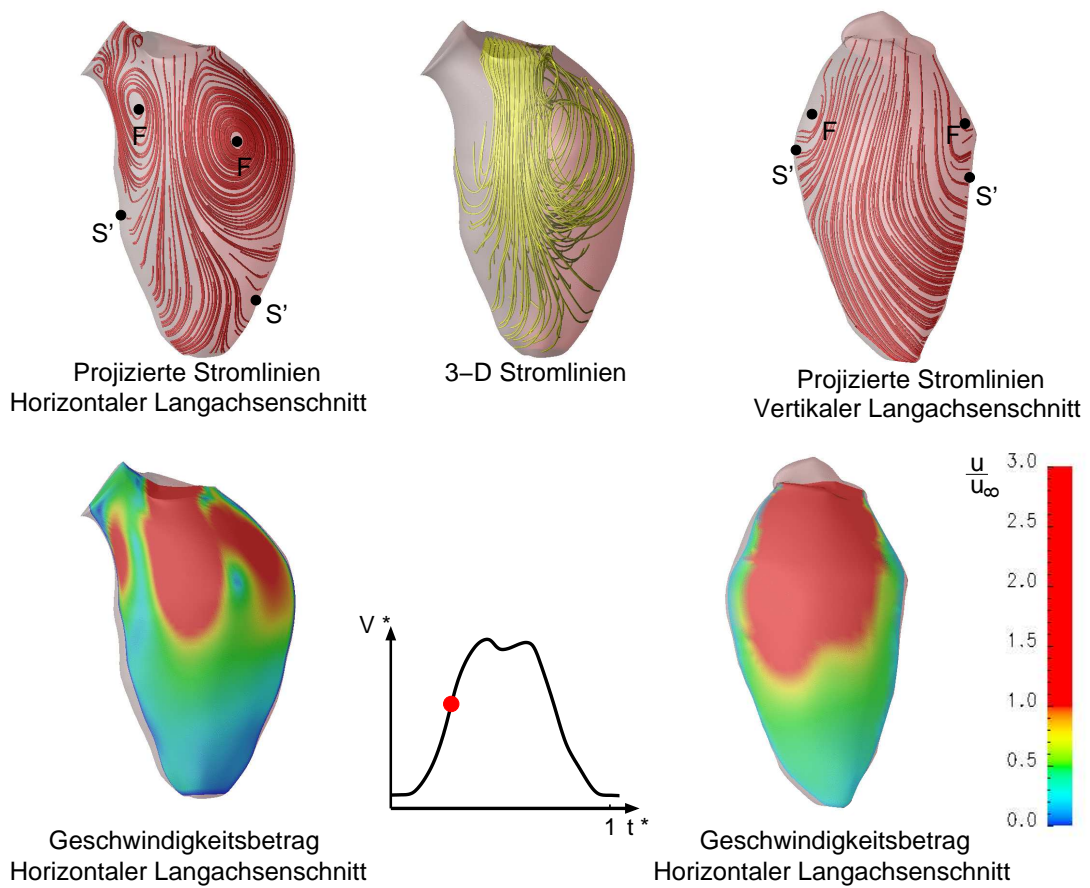 F
F
S’
S’
F
F
S’
S’
Projizierte Stromlinien
Horizontaler Langachsenschnitt
3−D Stromlinien
Projizierte Stromlinien
Vertikaler Langachsenschnitt
u
u∞
3.0
2.5
2.0
1.5
1.0
0.5
0.0
V *
1 t *
Geschwindigkeitsbetrag
Horizontaler Langachsenschnitt
Geschwindigkeitsbetrag
Horizontaler Langachsenschnitt